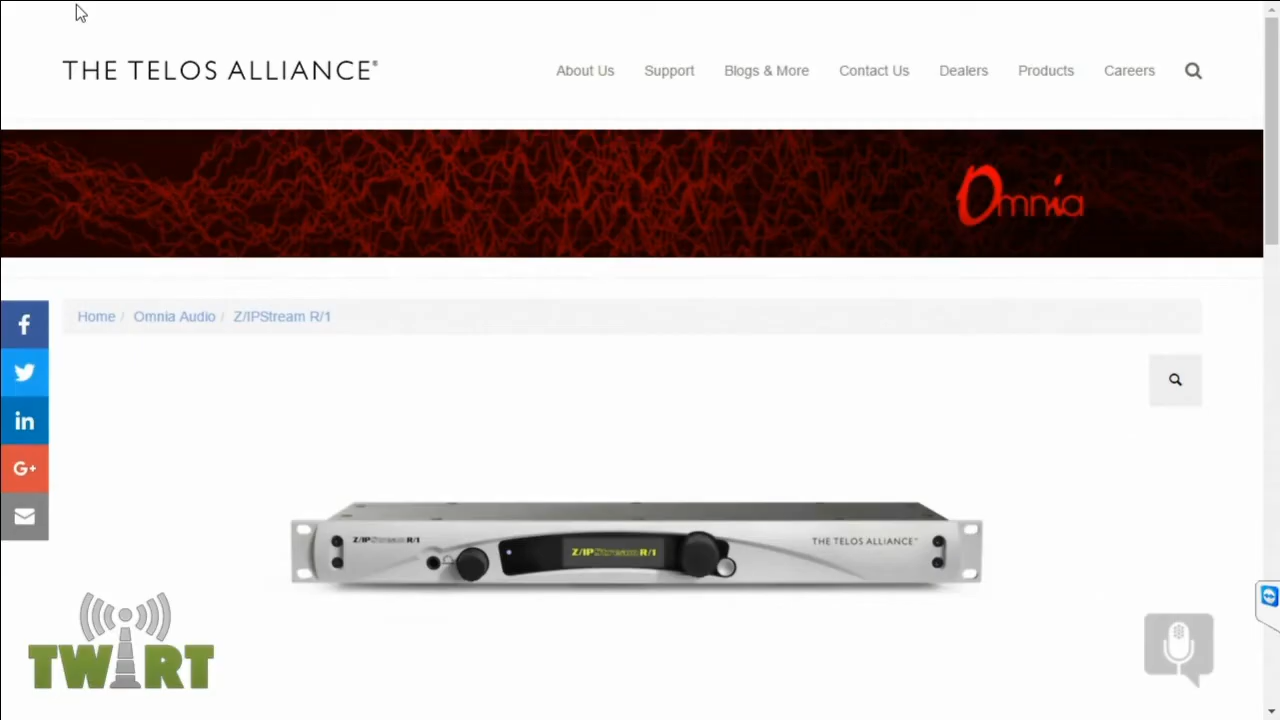 THE TELOS ALLIANCE®
About Us Support Blogs & More Contact Us Dealers Products Careers
Omnia
f
in
G+
Home / Omnia Audio / Z/IPStream R/1
Z/IPStream R/1
Z/IPStream R/1
THE TELOS ALLIANCE®
TWiRT